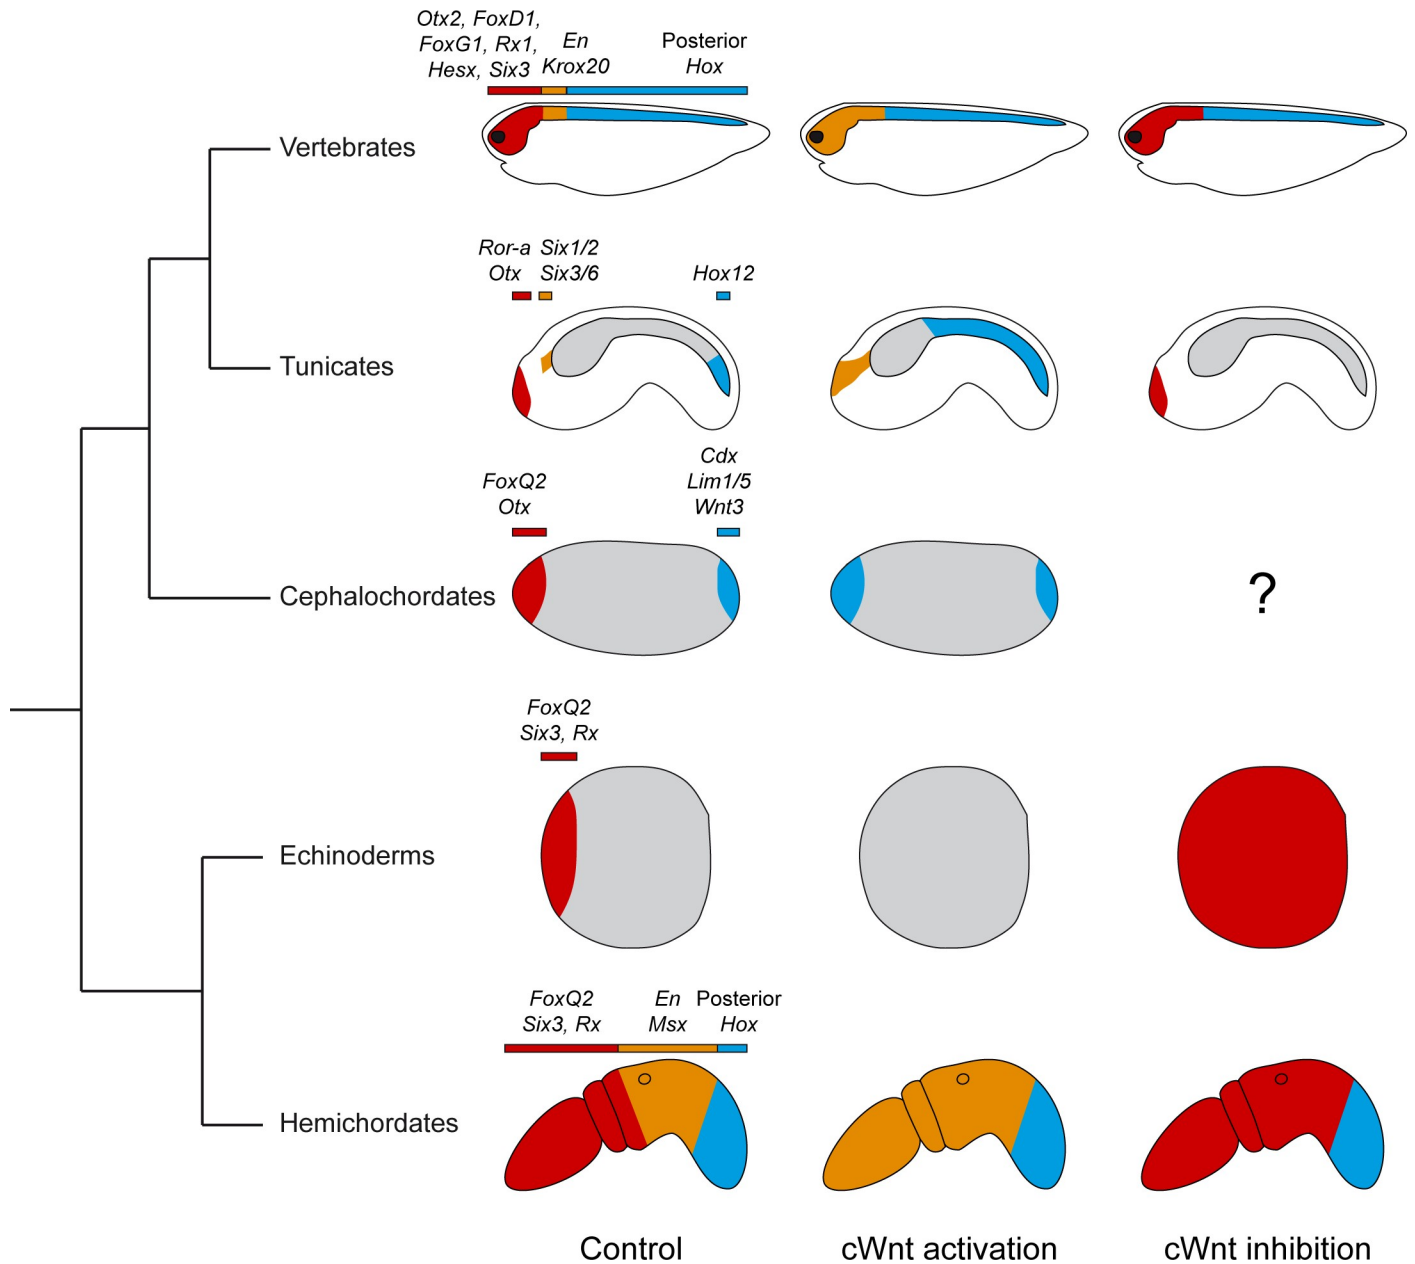 Otx2, FoxD1,
FoxG1, Rx1,
Hesx, Six3
En
Krox20
Posterior
Hox
Vertebrates
Ror-a
Otx
Six1/2
Six3/6
Hox12
Tunicates
FoxQ2
Otx
Cdx
Lim1/5
Wnt3
Cephalochordates
?
FoxQ2
Six3, Rx
Echinoderms
FoxQ2
Six3, Rx
En
Msx
Posterior
Hox
Hemichordates
Control
cWnt activation
cWnt inhibition